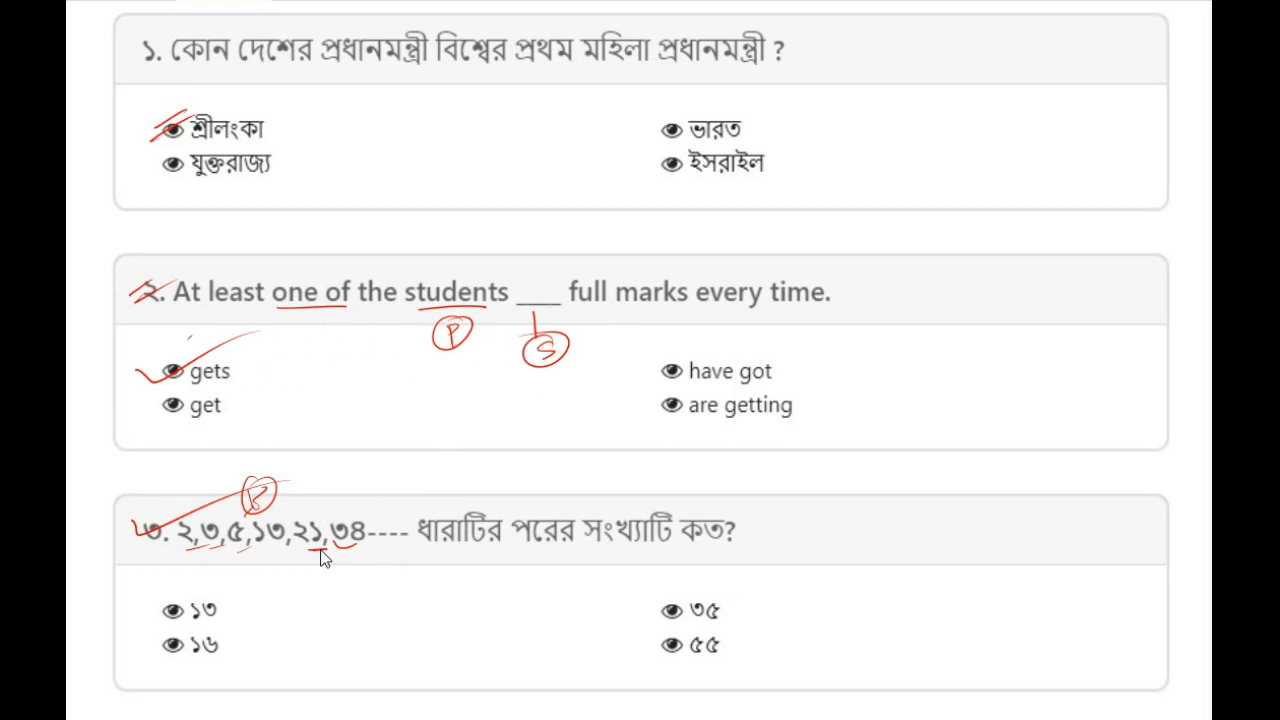 ১. কোন দেশের প্রধানমন্ত্রী বিশ্বের প্রথম মহিলা প্রধানমন্ত্রী ?
শ্রীলংকা
ভারত
যুক্তরাজ্য
ইসরাইল
২. At least one of the students ___ full marks every time.
P
S
gets
have got
get
are getting
৮
৩. ২,৩,৫,১৩,২১,৩৪---- ধারাটির পরের সংখ্যাটি কত?
১৩
৩৫
১৬
৫৫